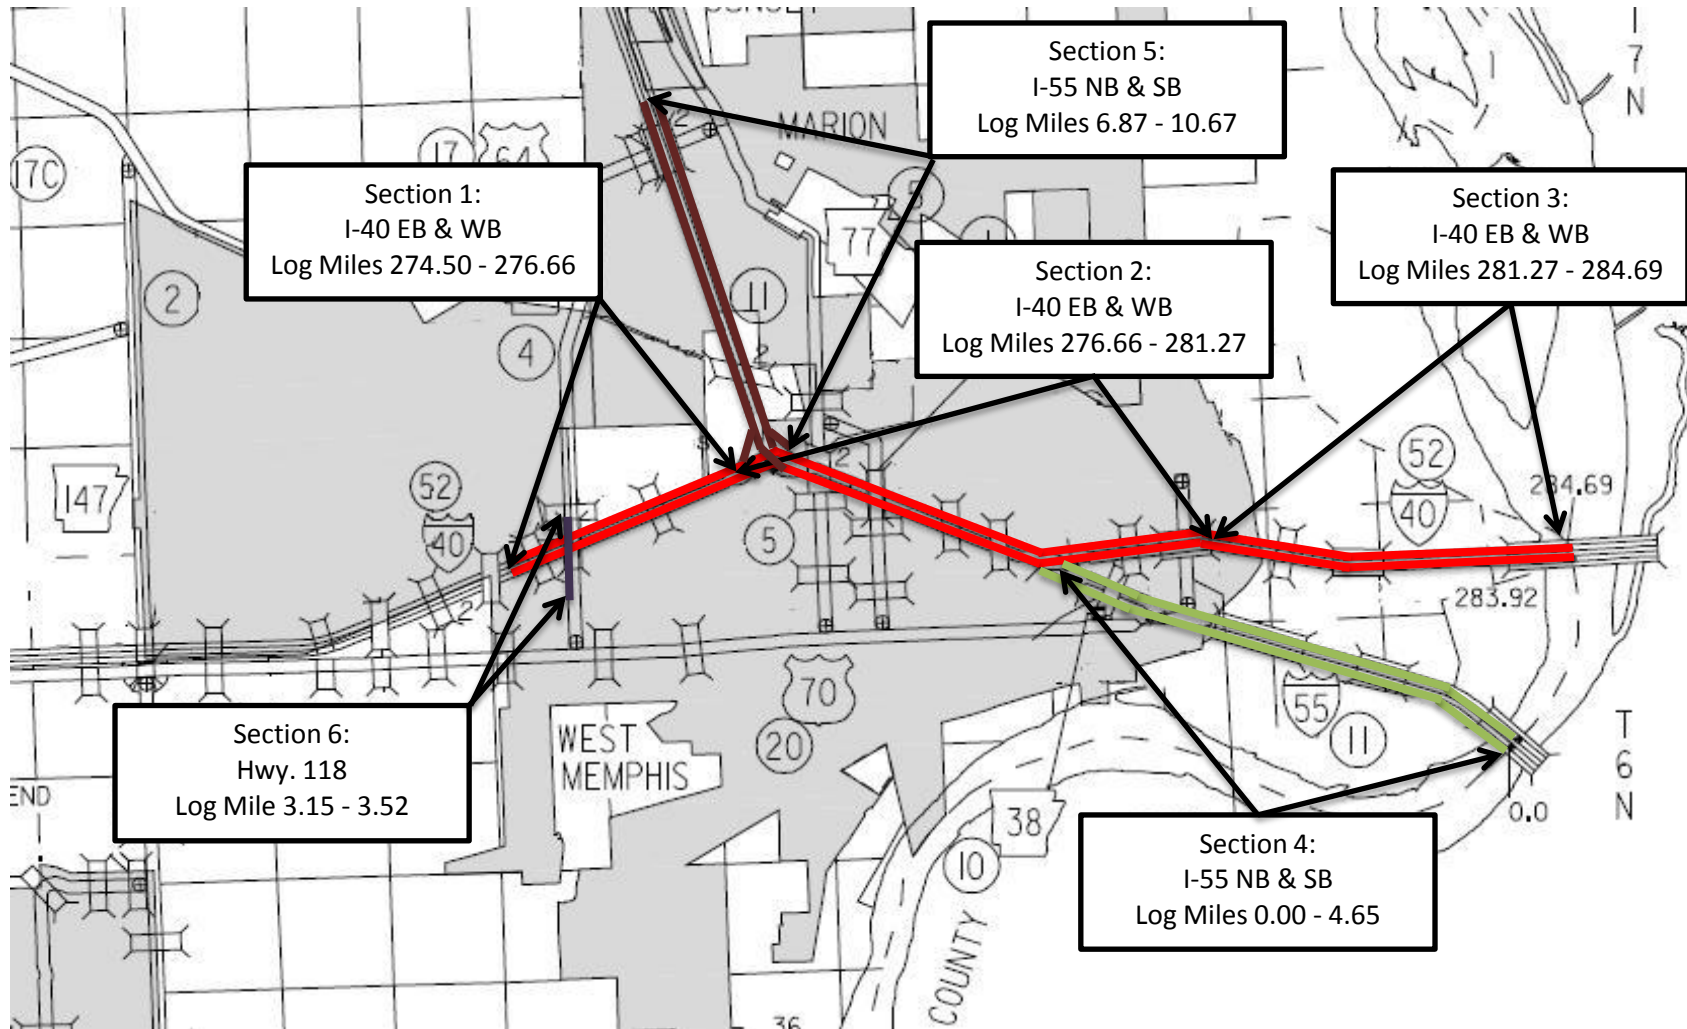 Section 5:
I-55 NB & SB
Log Miles 6.87 - 10.67
17
N
MARION
2
17
64
17C
Section 1:
I-40 EB & WB
Log Miles 274.50 - 276.66
Section 3:
I-40 EB & WB
Log Miles 281.27 - 284.69
77
Section 2:
I-40 EB & WB
Log Miles 276.66 - 281.27
2
11
4
2
147
52
40
2
5
52
40
284.69
283.92
2
70
20
55
11
T
6
N
WEST
MEMPHIS
Section 6:
Hwy. 118
Log Mile 3.15 - 3.52
END
38
10
0.0
Section 4:
I-55 NB & SB
Log Miles 0.00 - 4.65
COUNTY
36